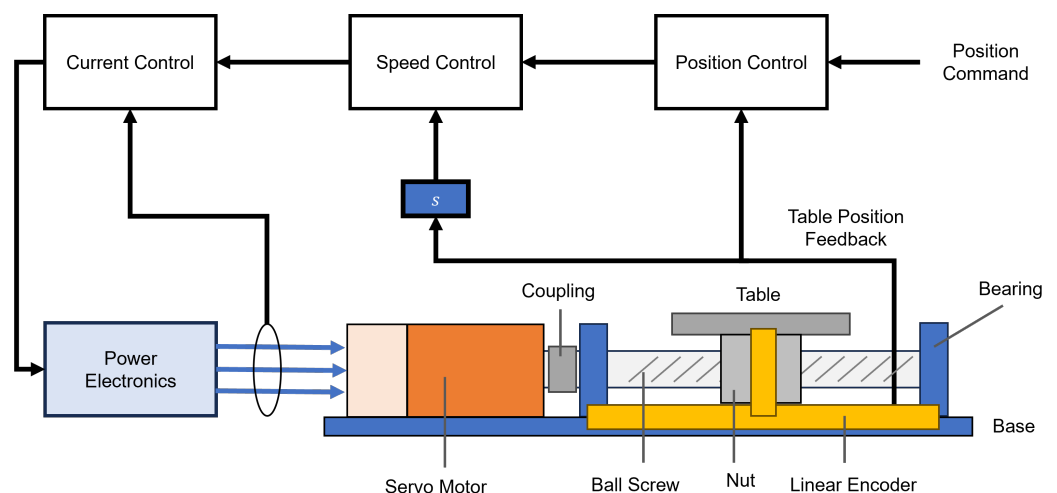 Current Control
Speed Control
Position Control
Position
Command
s
Table Position
Feedback
Coupling
Table
Bearing
Power
Electronics
Base
Servo Motor
Ball Screw
Nut
Linear Encoder